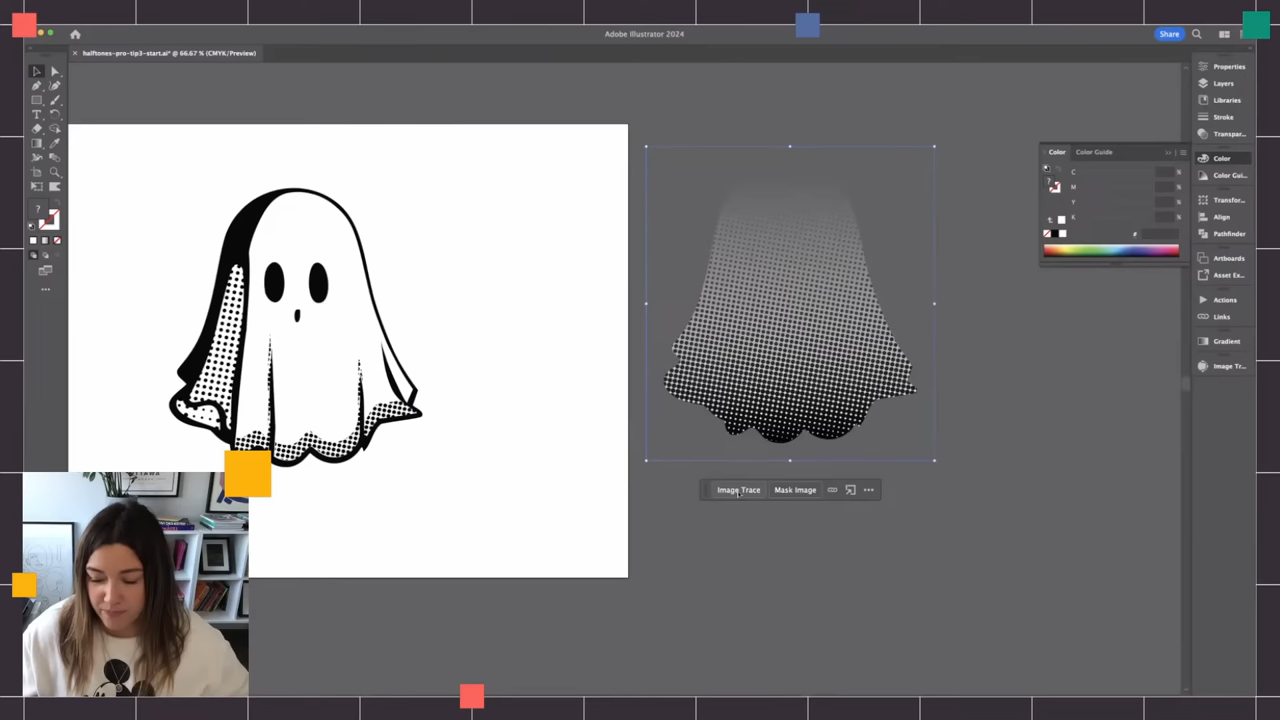 Adobe Illustrator 2024
Share
halftones-pro-tip3-start.ai* @ 66.67 % (CMYK/Preview)
Properties
Layers
Libraries
Stroke
Transpar...
Color
Color Gui...
Transfor...
Align
Pathfinder
Artboards
Asset Ex...
Actions
Links
Gradient
Image Tr...
Color
Color Guide
C
%
M
%
Y
%
K
%
#
?
?
Image Trace
Mask Image